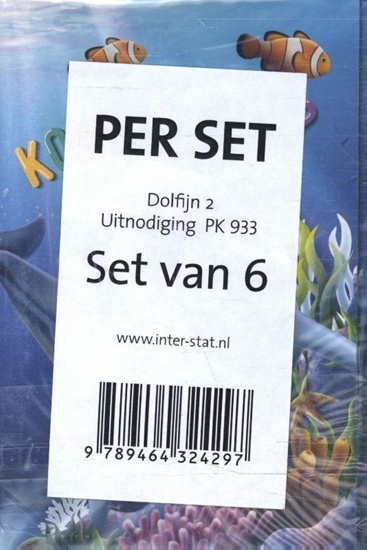 PER SET
Dolfijn 2
Uitnodiging PK 933
Set van 6
www.inter-stat.nl
9 789464 324297